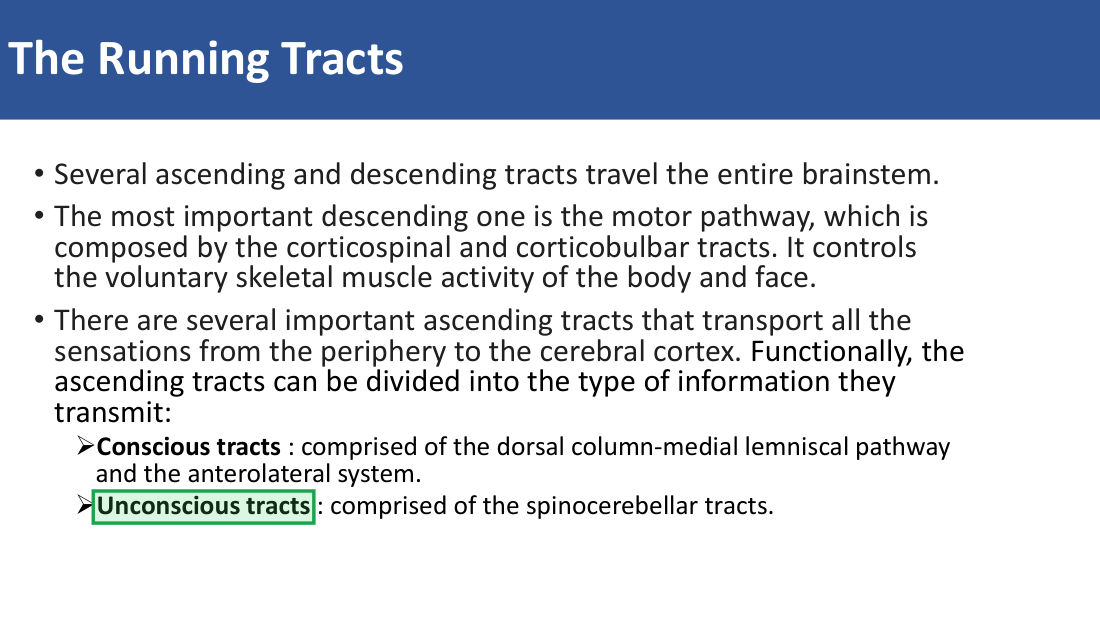 The Running Tracts
• Several ascending and descending tracts travel the entire brainstem.
• The most important descending one is the motor pathway, which is
composed by the corticospinal and corticobulbar tracts. It controls
the voluntary skeletal muscle activity of the body and face.
• There are several important ascending tracts that transport all the
sensations from the periphery to the cerebral cortex. Functionally, the
ascending tracts can be divided into the type of information they
transmit:
➢Conscious tracts : comprised of the dorsal column-medial lemniscal pathway
and the anterolateral system.
➢Unconscious tracts : comprised of the spinocerebellar tracts.